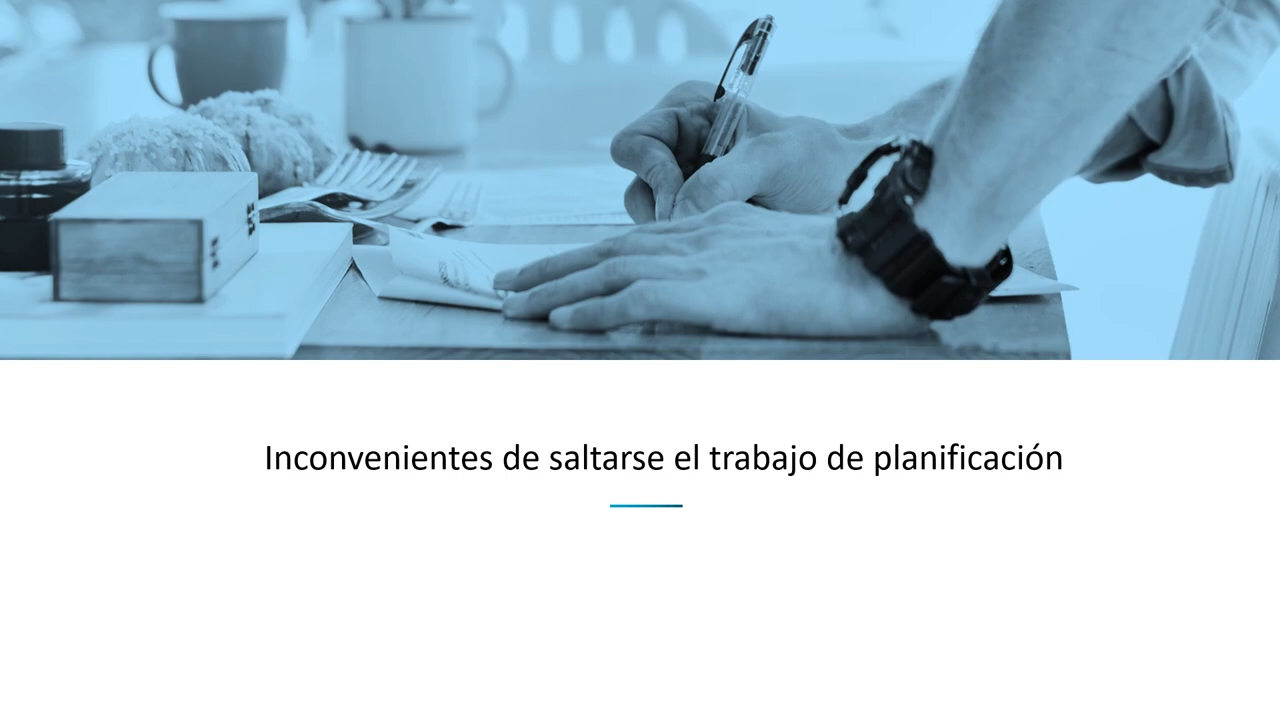 Inconvenientes de saltarse el trabajo de planificación